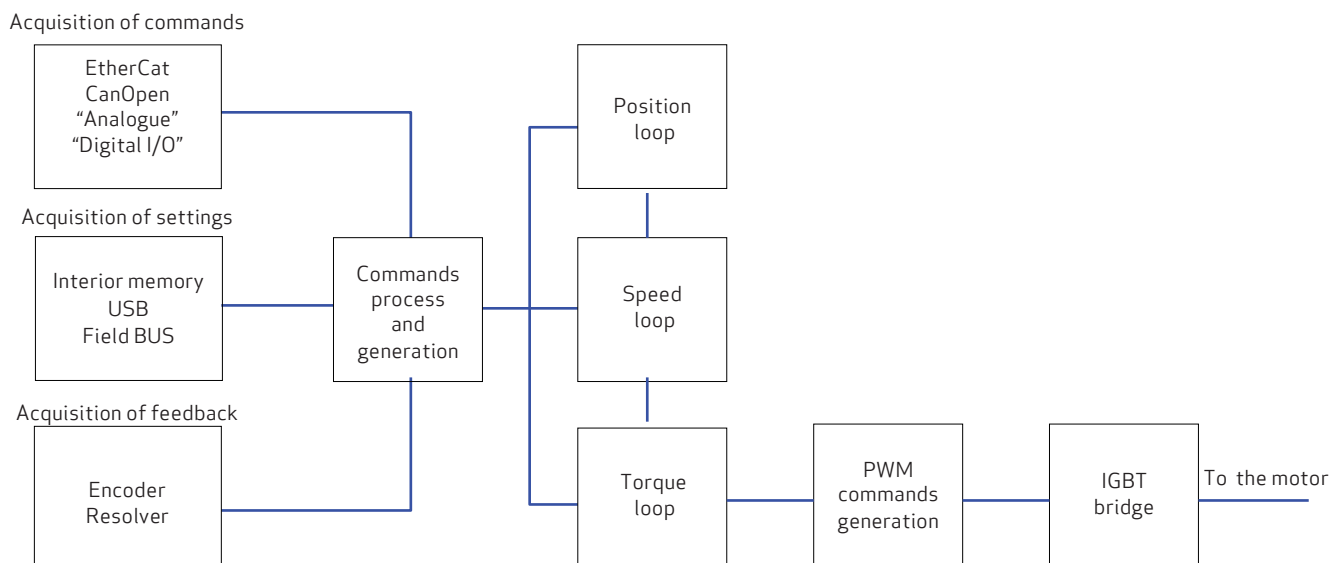 Acquisition of commands
EtherCat
CanOpen
“Analogue”
“Digital I/O”
Position
loop
Acquisition of settings
Interior memory
USB
Field BUS
Commands
process
and
generation
Speed
loop
Acquisition of feedback
Encoder
Resolver
Torque
loop
PWM
commands
generation
IGBT
bridge
To the motor